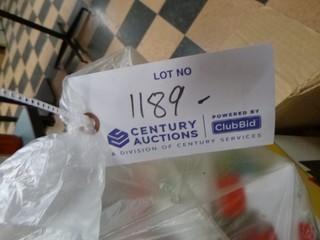 LOT NO
1189-
CENTURY
AUCTIONS
POWERED BY
ClubBid
A DIVISION OF CENTURY SERVICES